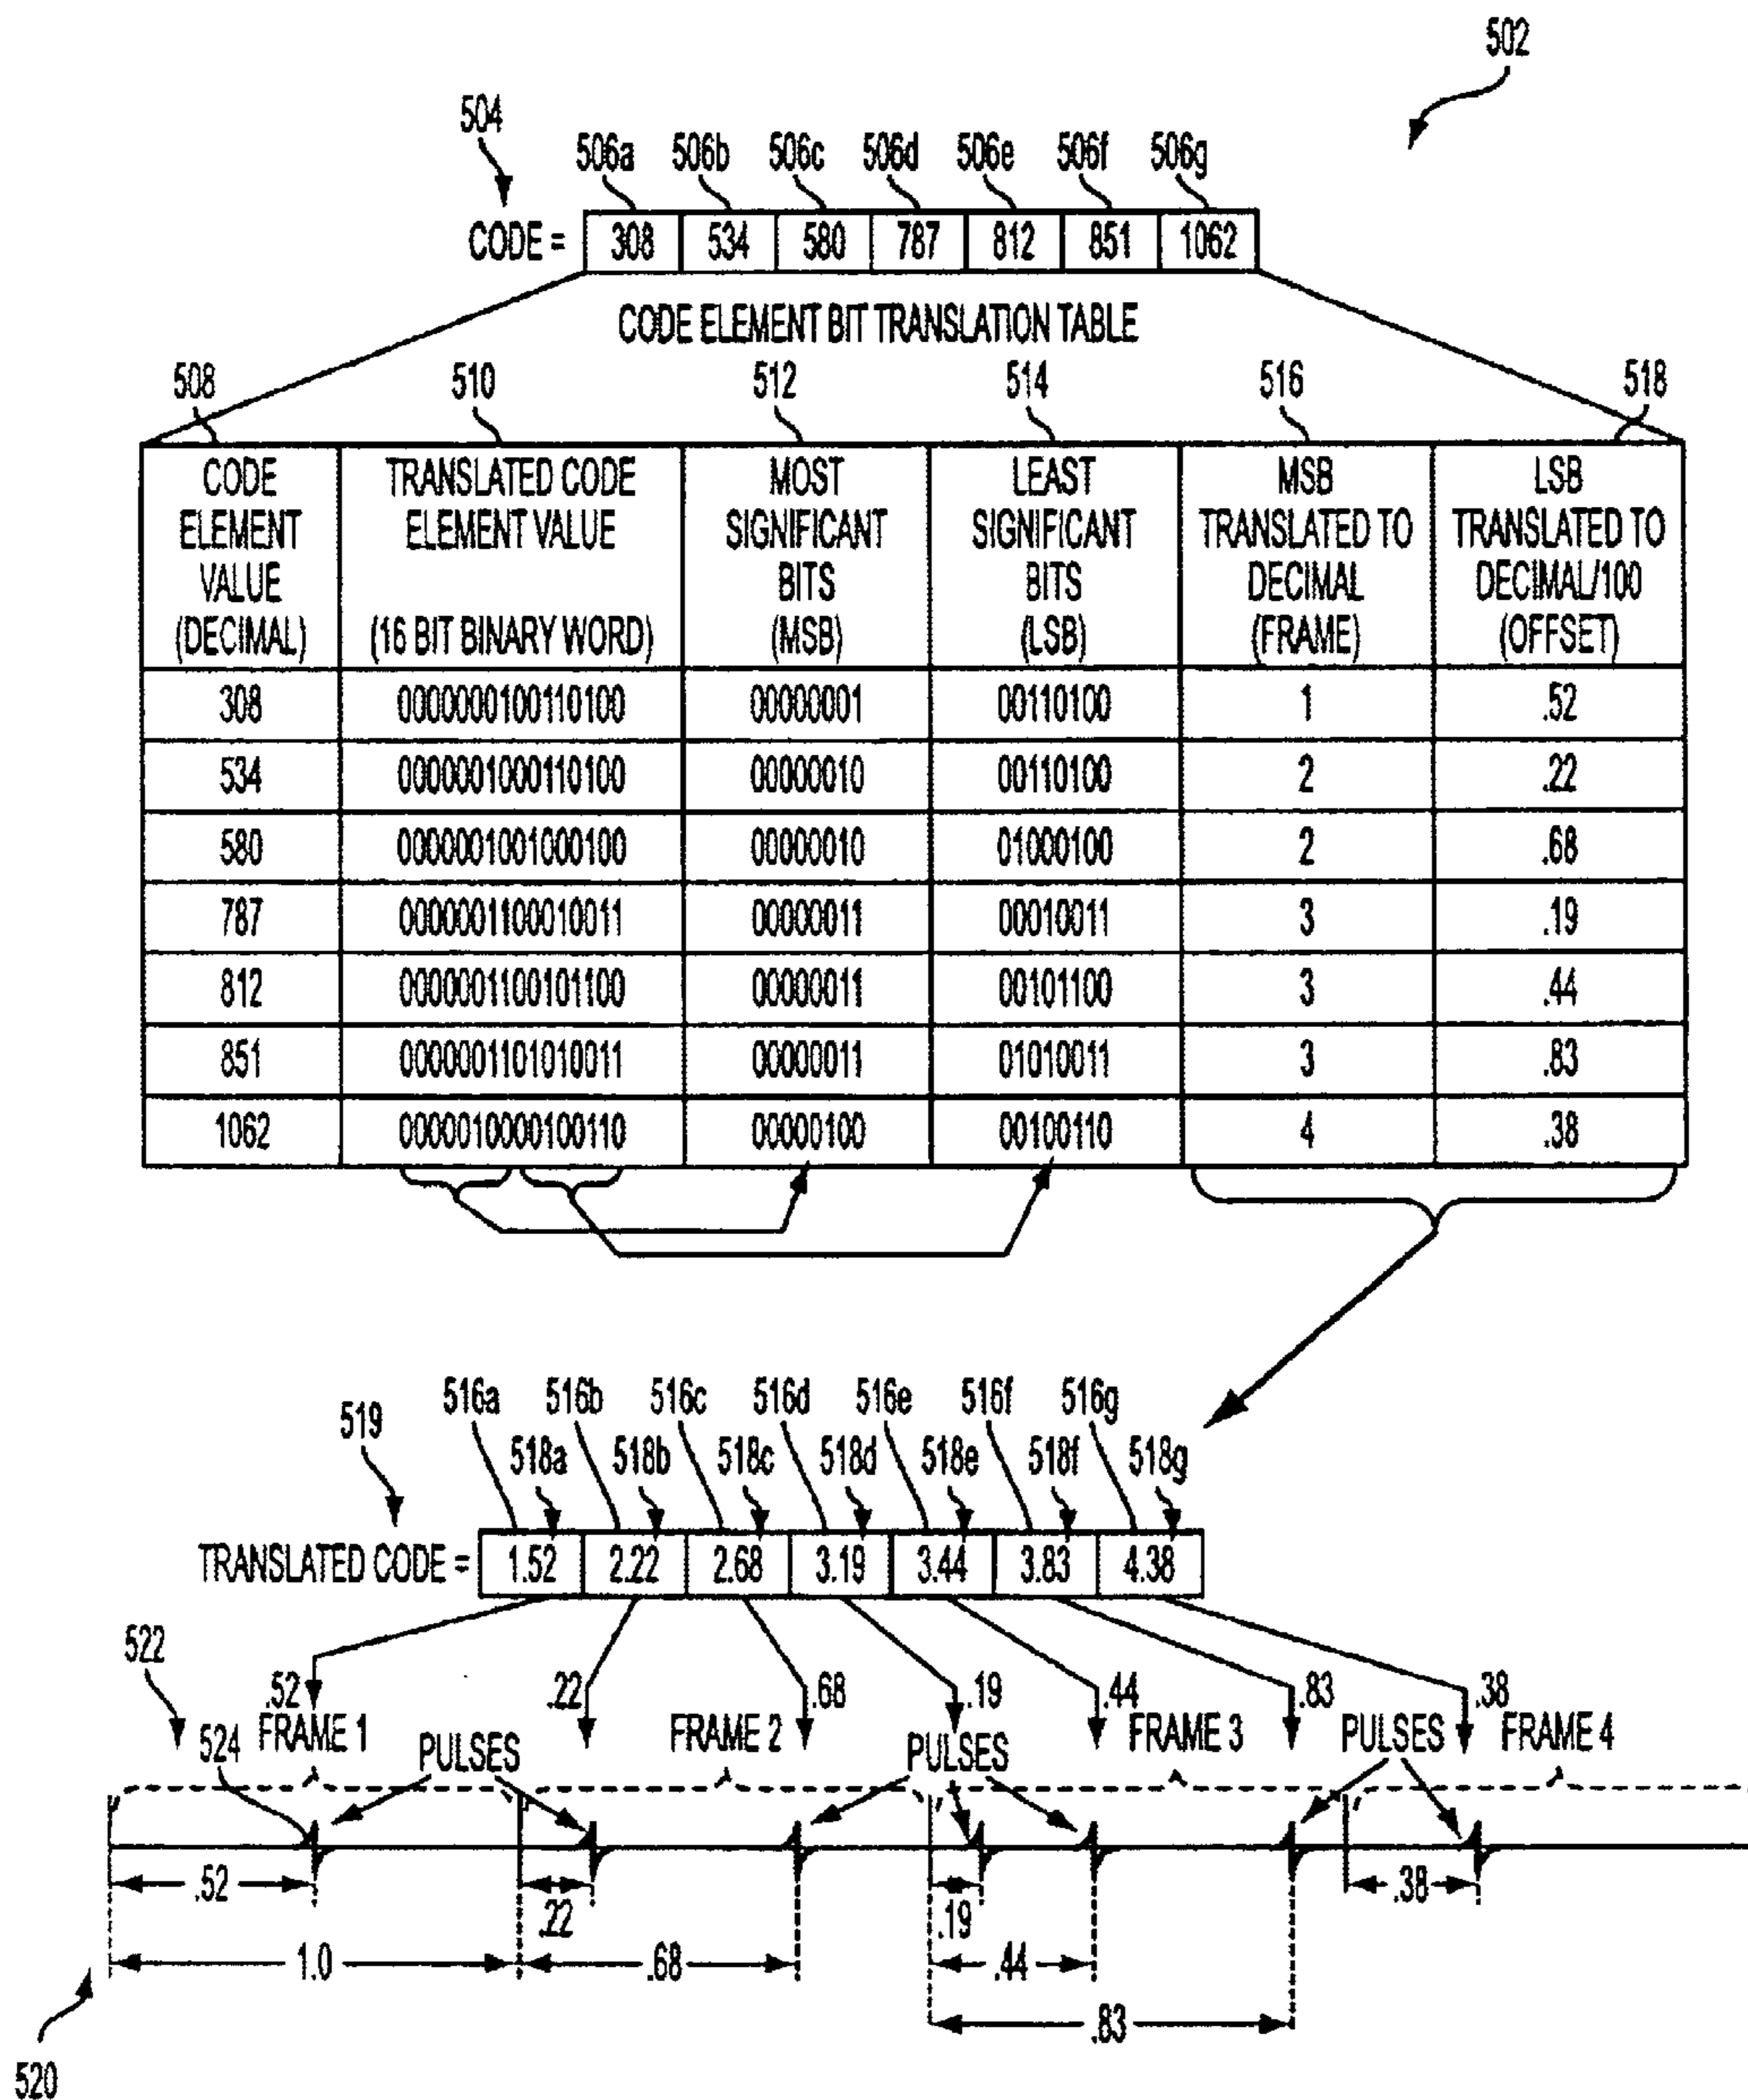 502
504
506a 506b 506c 506d 506e 506f 506g
CODE = 308 534 580 787 812 851 1062
CODE ELEMENT BIT TRANSLATION TABLE
508 510 512 514 516 518
CODE ELEMENT VALUE (DECIMAL)
TRANSLATED CODE ELEMENT VALUE (16 BIT BINARY WORD)
MOST SIGNIFICANT BITS (MSB)
LEAST SIGNIFICANT BITS (LSB)
MSB TRANSLATED TO DECIMAL (FRAME)
LSB TRANSLATED TO DECIMAL/100 (OFFSET)
308 0000000100110100 00000001 00110100 1 .52
534 0000001000110100 00000010 00110100 2 .22
580 0000001001000100 00000010 01000100 2 .68
787 0000001100010011 00000011 00010011 3 .19
812 0000001100101100 00000011 00101100 3 .44
851 0000001101010011 00000011 01010011 3 .83
1062 0000010000100110 00000100 00100110 4 .38
516a 516b 516c 516d 516e 516f 516g
519
518a 518b 518c 518d 518e 518f 518g
TRANSLATED CODE = 1.52 2.22 2.68 3.19 3.44 3.83 4.38
522
.52 .22 .68 .19 .44 .83 .38
524 FRAME 1 PULSES FRAME 2 PULSES FRAME 3 PULSES FRAME 4
.52 .22 .19 .38
1.0 .68 .44
.83
520